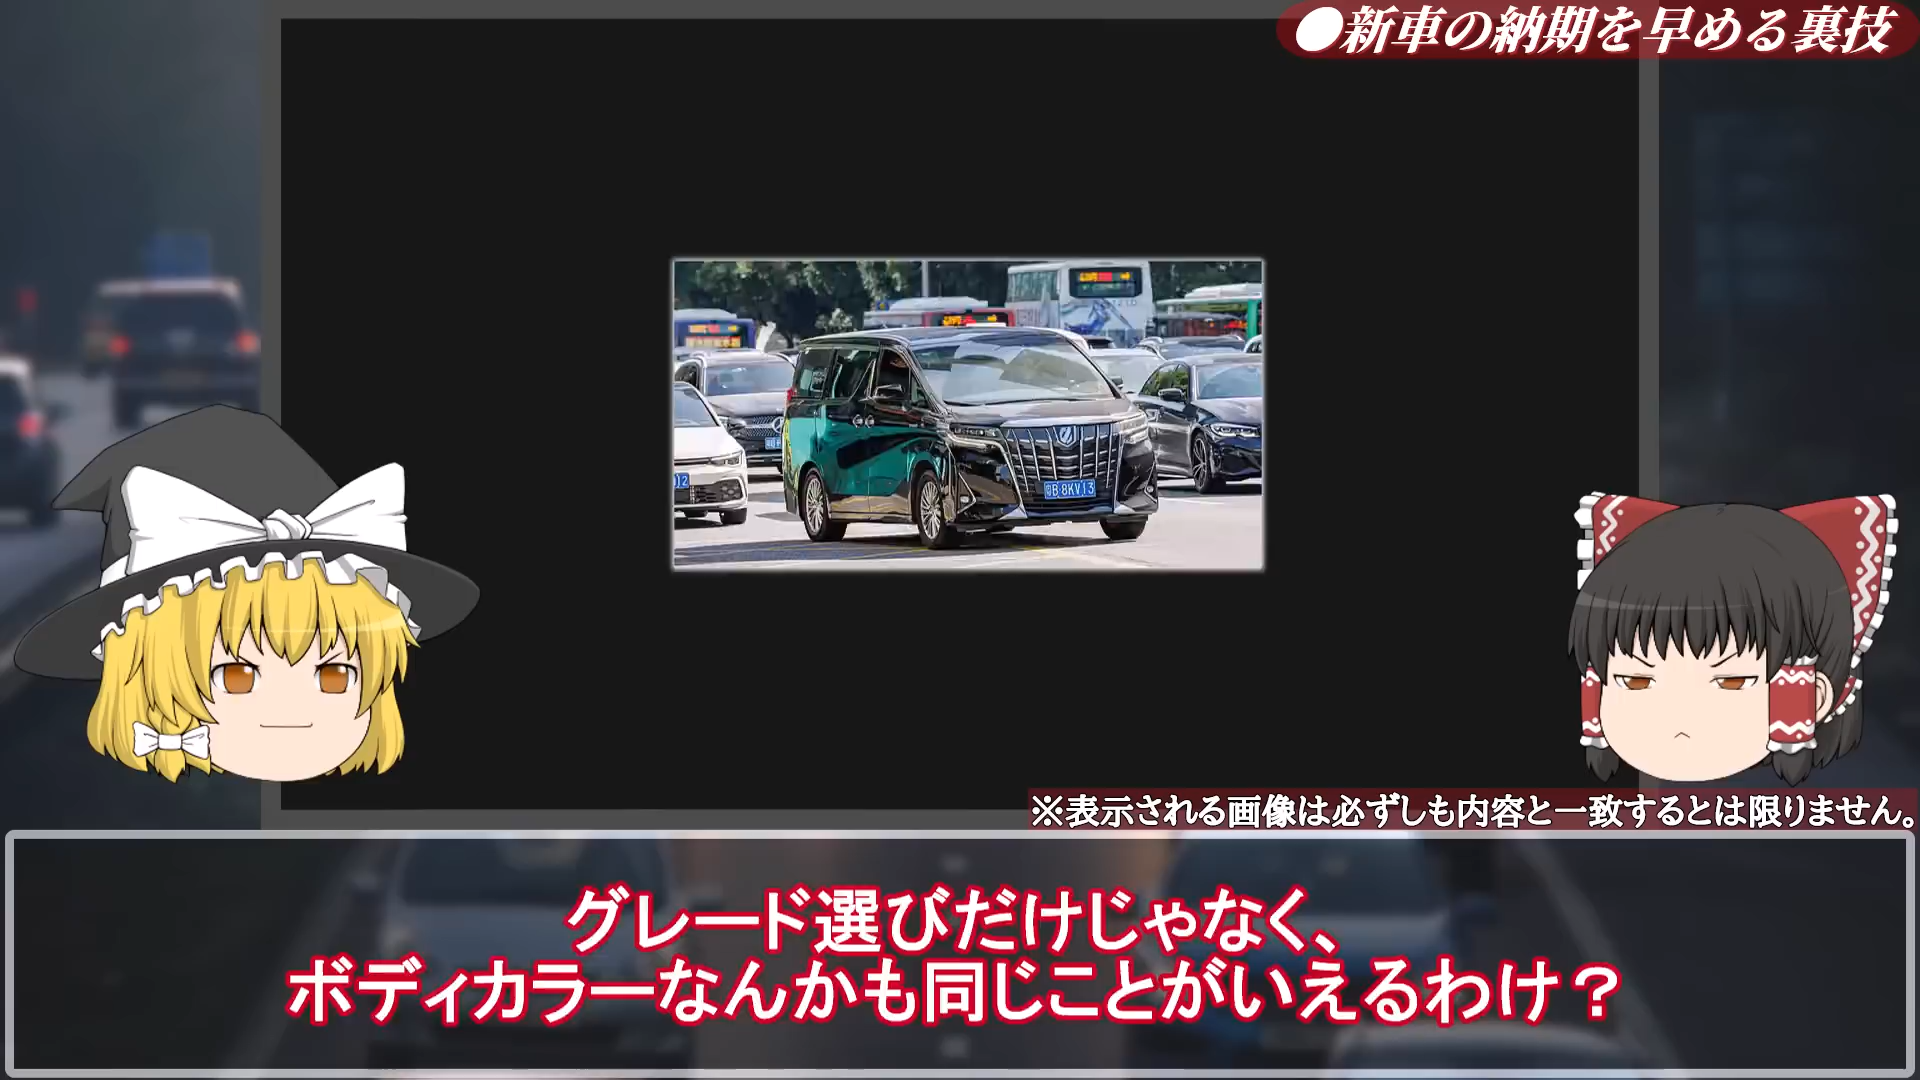 ●新車の納期を早める裏技
粤B·8KV13
※表示される画像は必ずしも内容と一致するとは限りません。
グレード選びだけじゃなく、
ボディカラーなんかも同じことがいえるわけ？